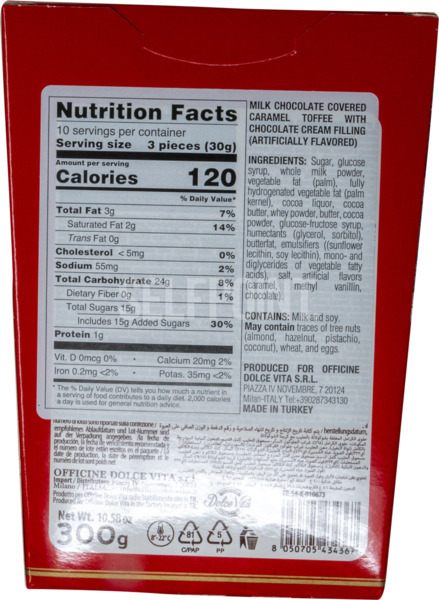 Nutrition Facts
10 servings per container
Serving size 3 pieces (30g)
Amount per serving
Calories 120
% Daily Value*
Total Fat 3g 7%
Saturated Fat 2g 14%
Trans Fat 0g
Cholesterol <5mg 0%
Sodium 55mg 2%
Total Carbohydrate 24g 8%
Dietary Fiber 0g 1%
Total Sugars 15g
Includes 15g Added Sugars 30%
Protein 1g
Vit. D 0mcg 0% • Calcium 20mg 2%
Iron 0.2mg <2% • Potas. 35mg <2%
* The % Daily Value (DV) tells you how much a nutrient in
a serving of food contributes to a daily diet. 2,000 calories
a day is used for general nutrition advice.
MILK CHOCOLATE COVERED
CARAMEL TOFFEE WITH
CHOCOLATE CREAM FILLING
(ARTIFICIALLY FLAVORED)
INGREDIENTS: Sugar, glucose
syrup, whole milk powder,
vegetable fat (palm), fully
hydrogenated vegetable fat (palm
kernel), cocoa liquor, cocoa
butter, whey powder, butter, cocoa
powder, glucose-fructose syrup,
humectants (glycerol, sorbitol),
butterfat, emulsifiers ((sunflower
lecithin, soy lecithin), mono- and
diglycerides of vegetable fatty
acids), salt, artificial flavors
(caramel, methyl vanillin,
chocolate).
CONTAINS: Milk and soy.
May contain traces of tree nuts
(almond, hazelnut, pistachio,
coconut), wheat, and eggs.
PRODUCED FOR OFFICINE
DOLCE VITA S.R.L.
PIAZZA IV NOVEMBRE, 7 20124
Milan-ITALY Tel:+390287343130
MADE IN TURKEY
OFFICINE DOLCE VITA
Net Wt. 10.58 oz
300g
0°-22°C
81
C/PAP
5
PP
Dolce Vita
8 050705 434367